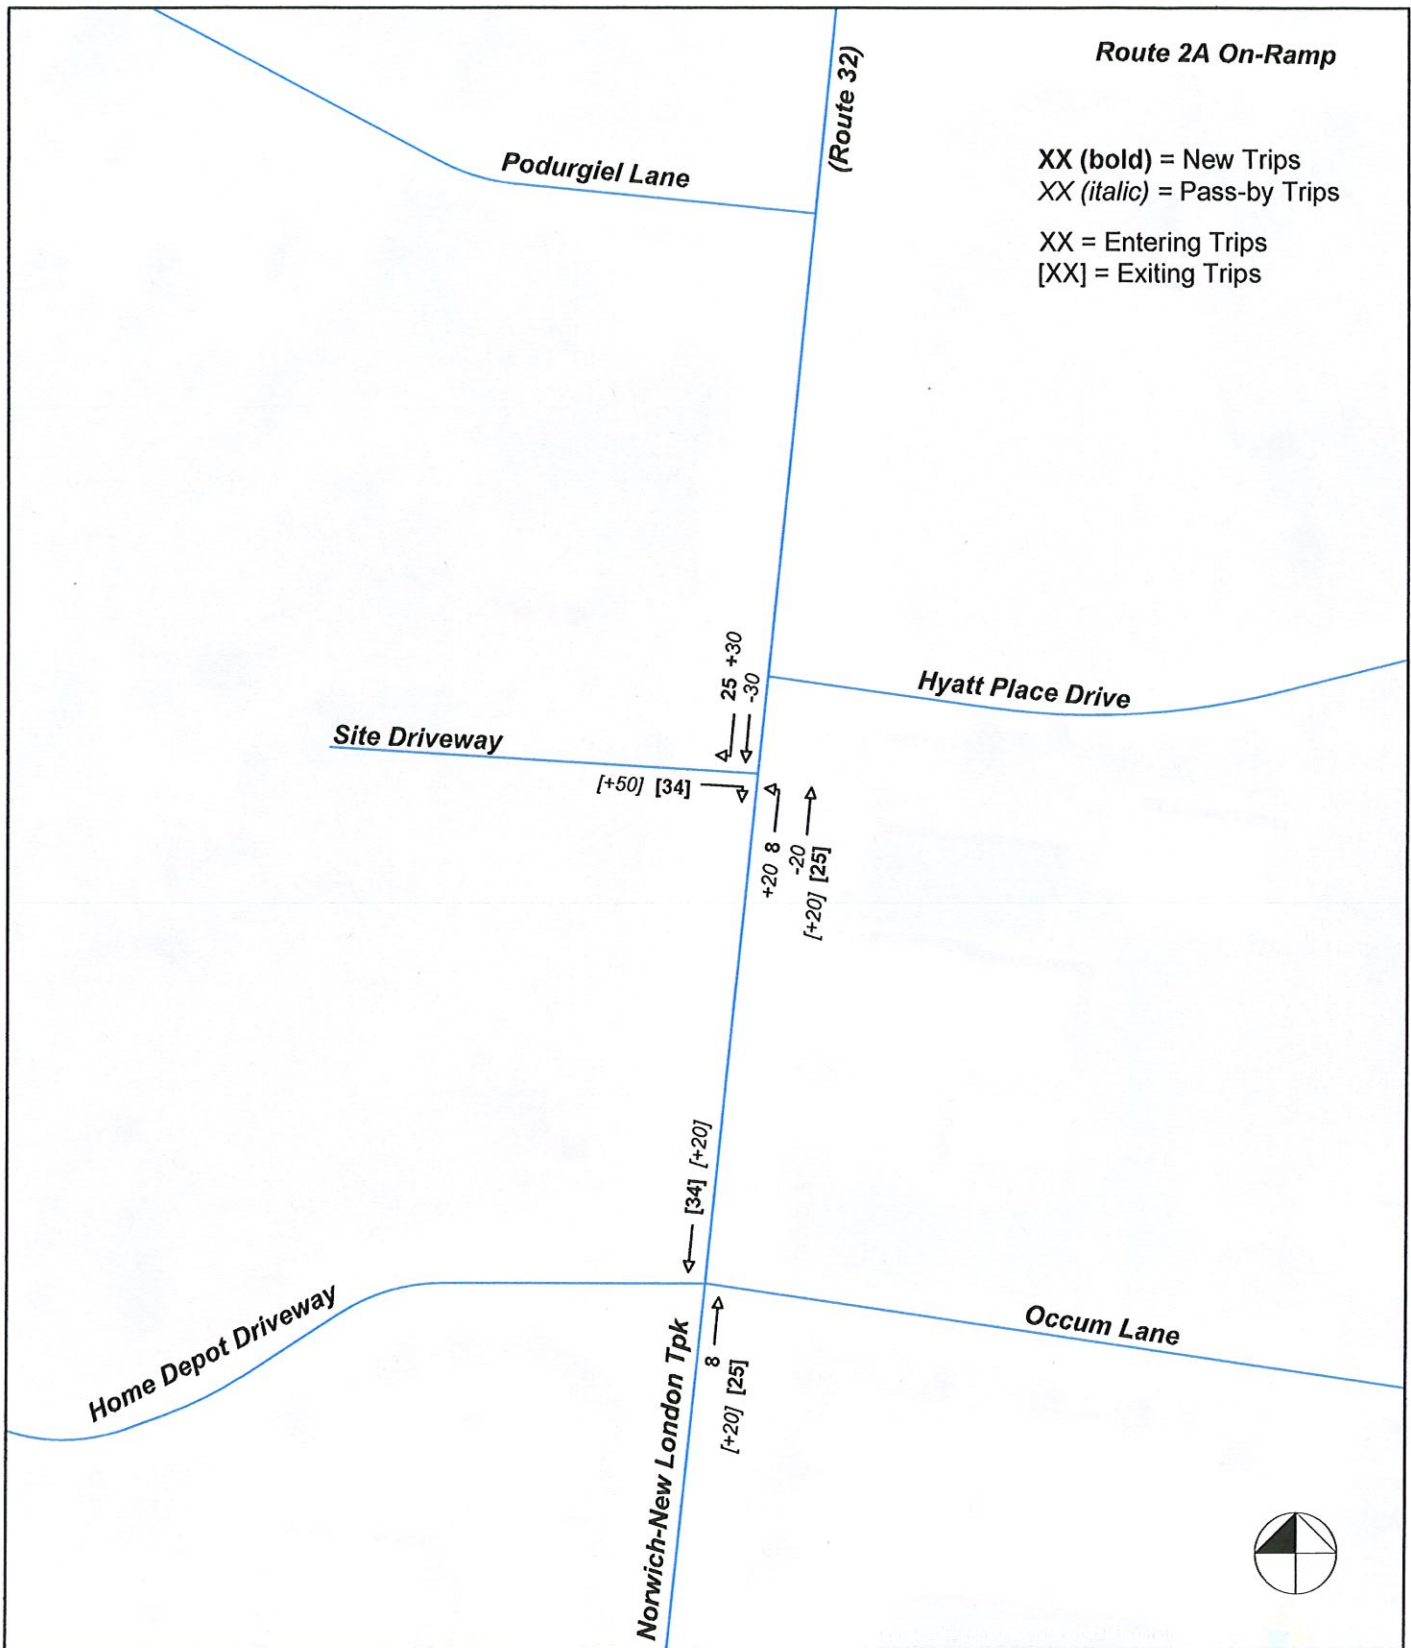 Route 2A On-Ramp
(Route 32)
XX (bold) = New Trips
XX (italic) = Pass-by Trips
XX = Entering Trips
[XX] = Exiting Trips
Podurgiel Lane
25 +30
-30
Hyatt Place Drive
Site Driveway
[+50] [34]
+20 8
-20
[+20] [25]
[34] [+20]
Home Depot Driveway
Occum Lane
8
[+20] [25]
Norwich-New London Tpk